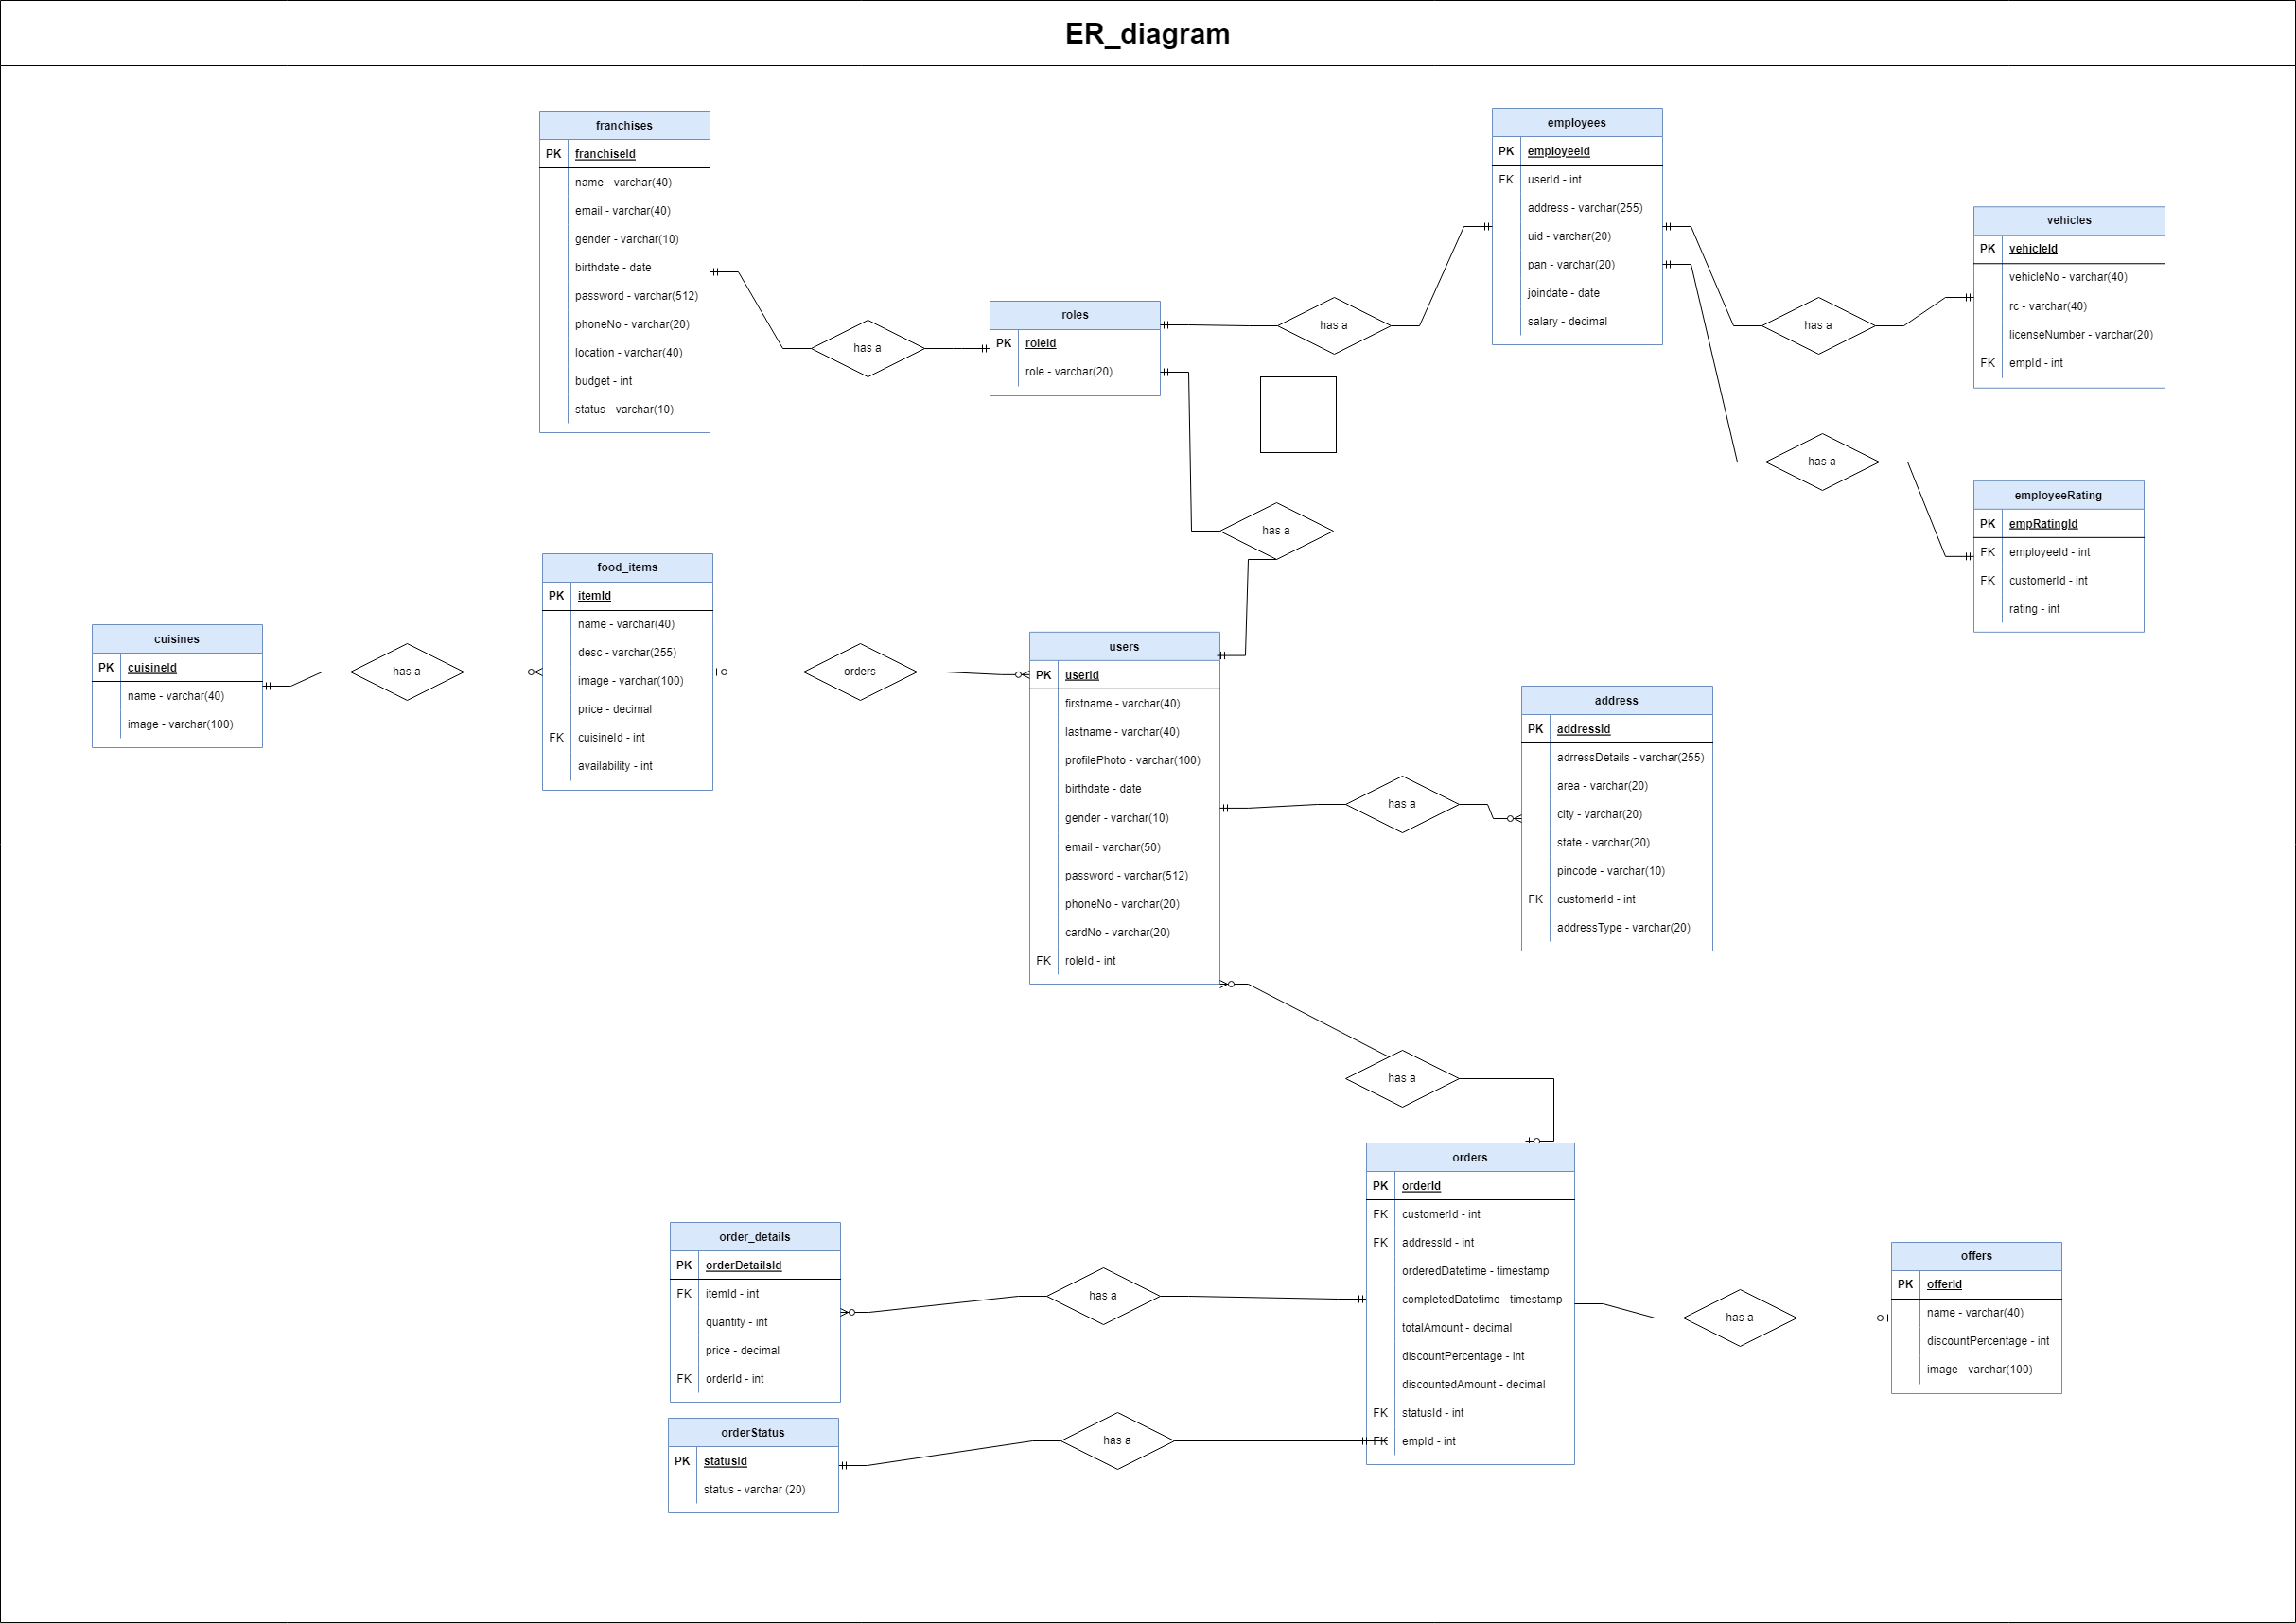 ER_diagram
franchises
PK franchiseId
name - varchar(40)
email - varchar(40)
gender - varchar(10)
birthdate - date
password - varchar(512)
phoneNo - varchar(20)
location - varchar(40)
budget - int
status - varchar(10)
has a
roles
PK roleId
role - varchar(20)
has a
employees
PK employeeId
FK userId - int
address - varchar(255)
uid - varchar(20)
pan - varchar(20)
joindate - date
salary - decimal
has a
vehicles
PK vehicleId
vehicleNo - varchar(40)
rc - varchar(40)
licenseNumber - varchar(20)
FK empId - int
has a
employeeRating
PK empRatingId
FK employeeId - int
FK customerId - int
rating - int
has a
cuisines
PK cuisineId
name - varchar(40)
image - varchar(100)
has a
food_items
PK itemId
name - varchar(40)
desc - varchar(255)
image - varchar(100)
price - decimal
FK cuisineId - int
availability - int
orders
users
PK userId
firstname - varchar(40)
lastname - varchar(40)
profilePhoto - varchar(100)
birthdate - date
gender - varchar(10)
email - varchar(50)
password - varchar(512)
phoneNo - varchar(20)
cardNo - varchar(20)
FK roleId - int
has a
address
PK addressId
adrressDetails - varchar(255)
area - varchar(20)
city - varchar(20)
state - varchar(20)
pincode - varchar(10)
FK customerId - int
addressType - varchar(20)
has a
orders
PK orderId
FK customerId - int
FK addressId - int
orderedDatetime - timestamp
completedDatetime - timestamp
totalAmount - decimal
discountPercentage - int
discountedAmount - decimal
FK statusId - int
FK empId - int
order_details
PK orderDetailsId
FK itemId - int
quantity - int
price - decimal
FK orderId - int
has a
orderStatus
PK statusId
status - varchar (20)
has a
has a
offers
PK offerId
name - varchar(40)
discountPercentage - int
image - varchar(100)